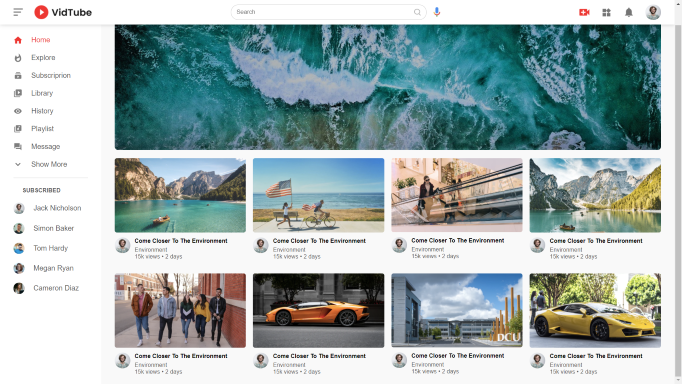 VidTube
Search
Home
Explore
Subscriprion
Library
History
Playlist
Message
Show More
SUBSCRIBED
Jack Nicholson
Simon Baker
Tom Hardy
Megan Ryan
Cameron Diaz
Come Closer To The Environment
Environment
15k views • 2 days
Come Closer To The Environment
Environment
15k views • 2 days
Come Closer To The Environment
Environment
15k views • 2 days
Come Closer To The Environment
Environment
15k views • 2 days
DCU
Come Closer To The Environment
Environment
15k views • 2 days
Come Closer To The Environment
Environment
15k views • 2 days
Come Closer To The Environment
Environment
15k views • 2 days
Come Closer To The Environment
Environment
15k views • 2 days